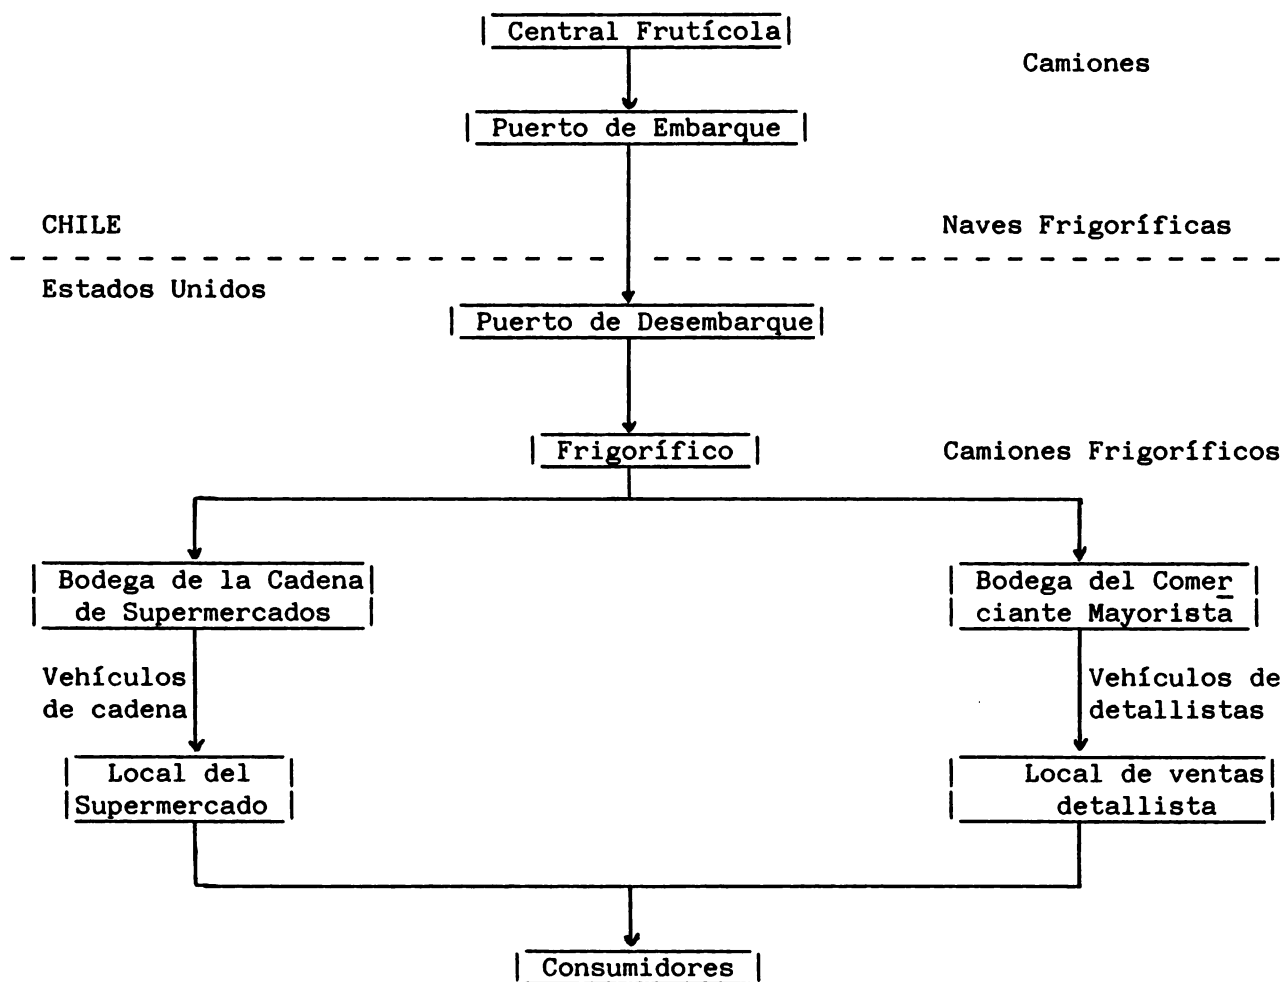 Central Frutícola
Camiones
Puerto de Embarque
CHILE
Naves Frigoríficas
Estados Unidos
Puerto de Desembarque
Frigorífico
Camiones Frigoríficos
Bodega de la Cadena
de Supermercados
Bodega del Comer
ciante Mayorista
Vehículos
de cadena
Vehículos de
detallistas
Local del
Supermercado
Local de ventas
detallista
Consumidores